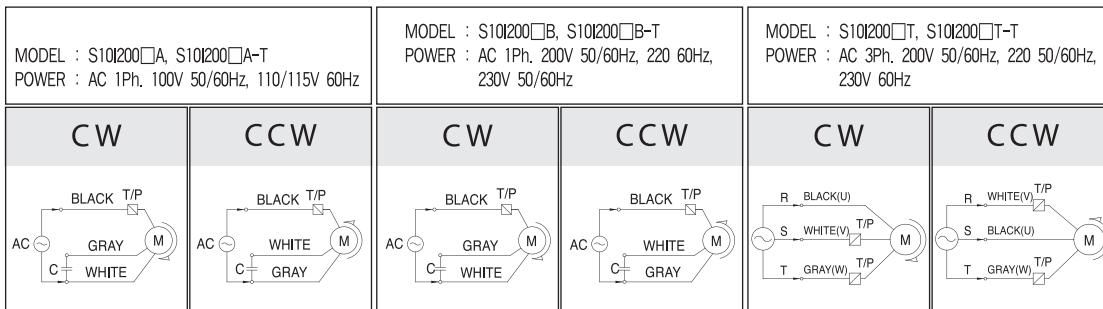 MODEL : S10I200□A, S10I200□A-T
POWER : AC 1Ph. 100V 50/60Hz, 110/115V 60Hz
MODEL : S10I200□B, S10I200□B-T
POWER : AC 1Ph. 200V 50/60Hz, 220 60Hz,
230V 50/60Hz
MODEL : S10I200□T, S10I200□T-T
POWER : AC 3Ph. 200V 50/60Hz, 220 50/60Hz,
230V 60Hz
CW
CCW
CW
CCW
CW
CCW
BLACK T/P
AC
GRAY
M
C
WHITE
BLACK T/P
AC
WHITE
M
C
GRAY
BLACK T/P
AC
GRAY
M
C
WHITE
BLACK T/P
AC
WHITE
M
C
GRAY
R BLACK(U)
T/P
S WHITE(V)
M
T/P
T GRAY(W)
T/P
R WHITE(V)
S BLACK(U)
M
T/P
T GRAY(W)